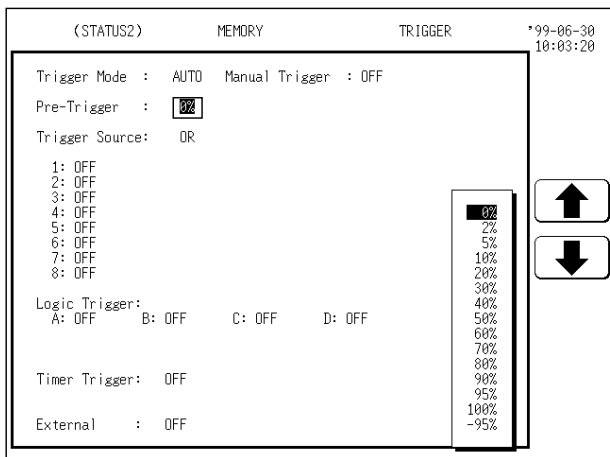 (STATUS2) MEMORY TRIGGER '99-06-30
10:03:20
Trigger Mode : AUTO Manual Trigger : OFF
Pre-Trigger : 0%
Trigger Source: OR
1: OFF
2: OFF
3: OFF
4: OFF
5: OFF
6: OFF
7: OFF
8: OFF
Logic Trigger:
A: OFF B: OFF C: OFF D: OFF
Timer Trigger: OFF
External : OFF
0%
2%
5%
10%
20%
30%
40%
50%
60%
70%
80%
90%
95%
100%
-95%